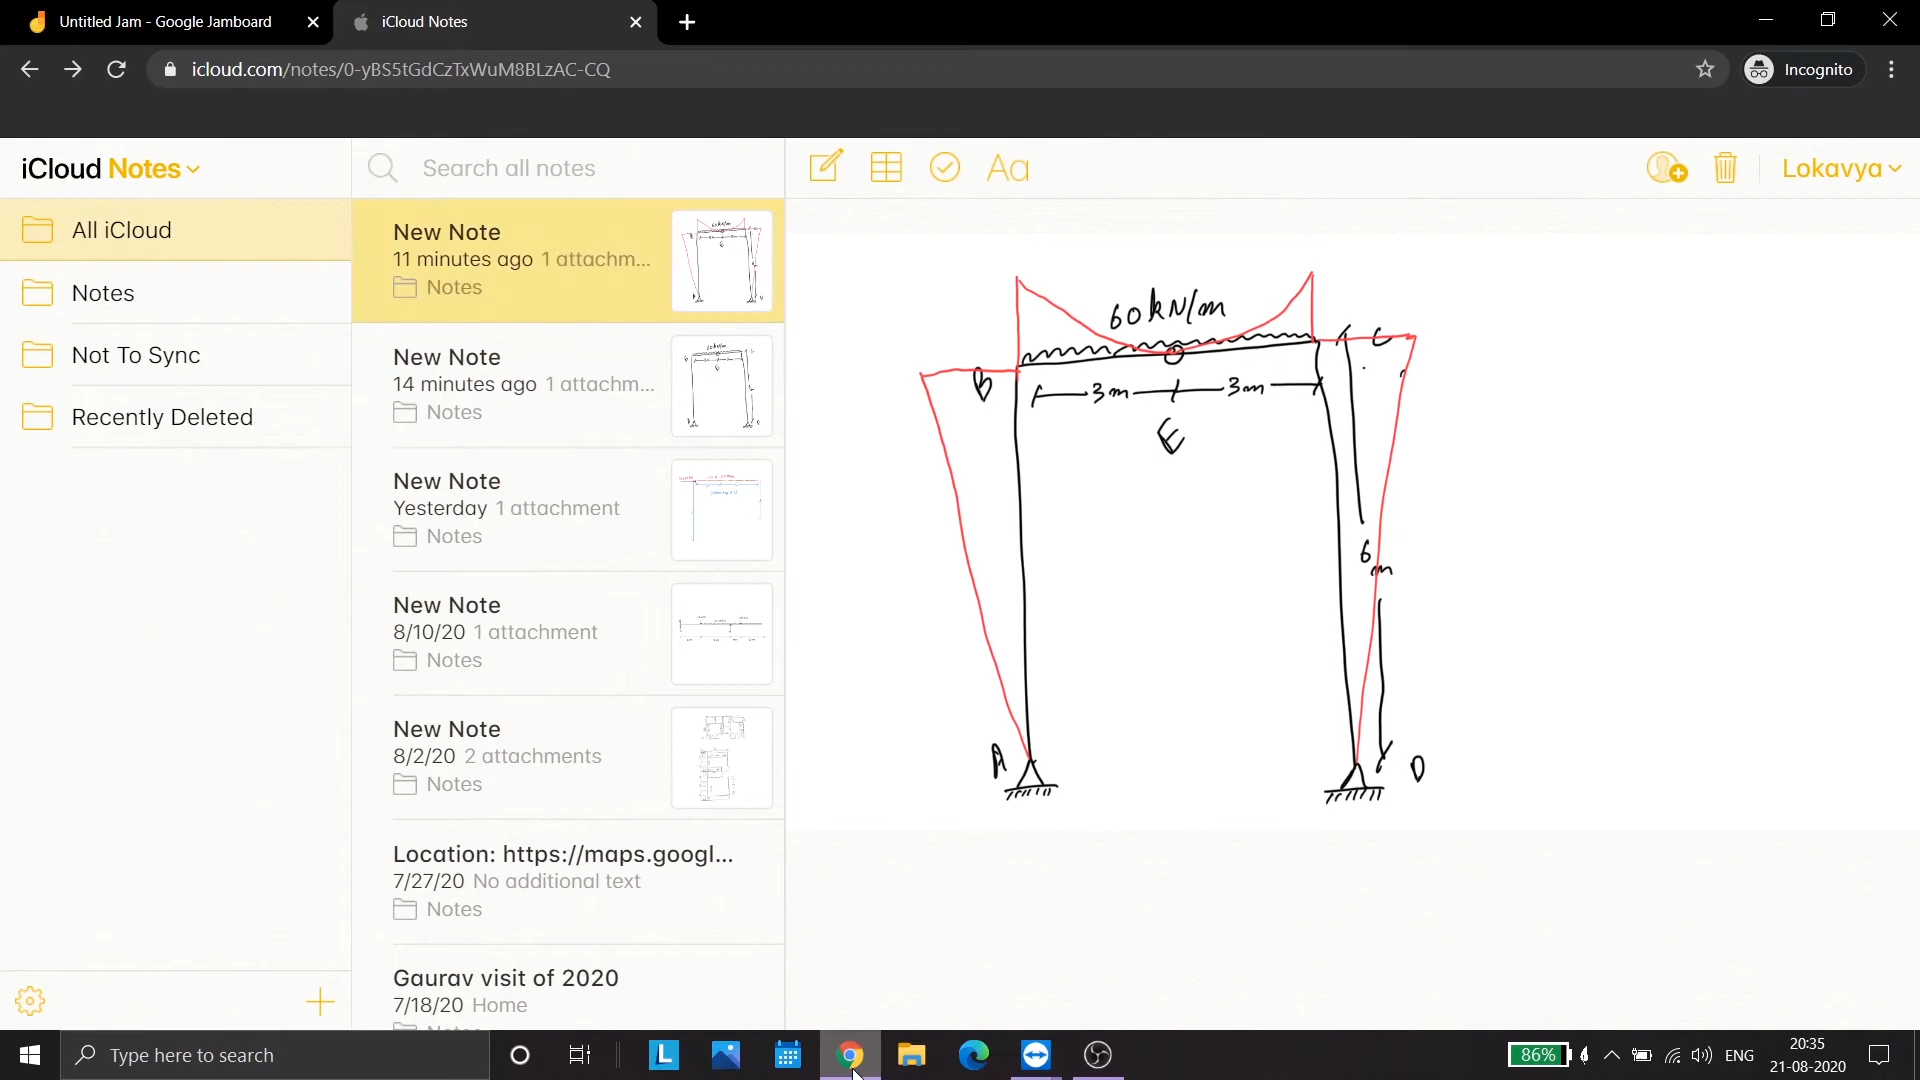 Untitled Jam - Google Jamboard
iCloud Notes
icloud.com/notes/0-yBS5tGdCzTxWuM8BLzAC-CQ
Incognito
iCloud Notes
Search all notes
Aa
Lokavya
All iCloud
Notes
Not To Sync
Recently Deleted
New Note
11 minutes ago 1 attachm...
Notes
New Note
14 minutes ago 1 attachm...
Notes
New Note
Yesterday 1 attachment
Notes
New Note
8/10/20 1 attachment
Notes
New Note
8/2/20 2 attachments
Notes
Location: https://maps.googl...
7/27/20 No additional text
Notes
Gaurav visit of 2020
7/18/20 Home
60kN/m
C
B
3m
3m
E
6
m
A
D
Type here to search
86%
ENG
20:35
21-08-2020